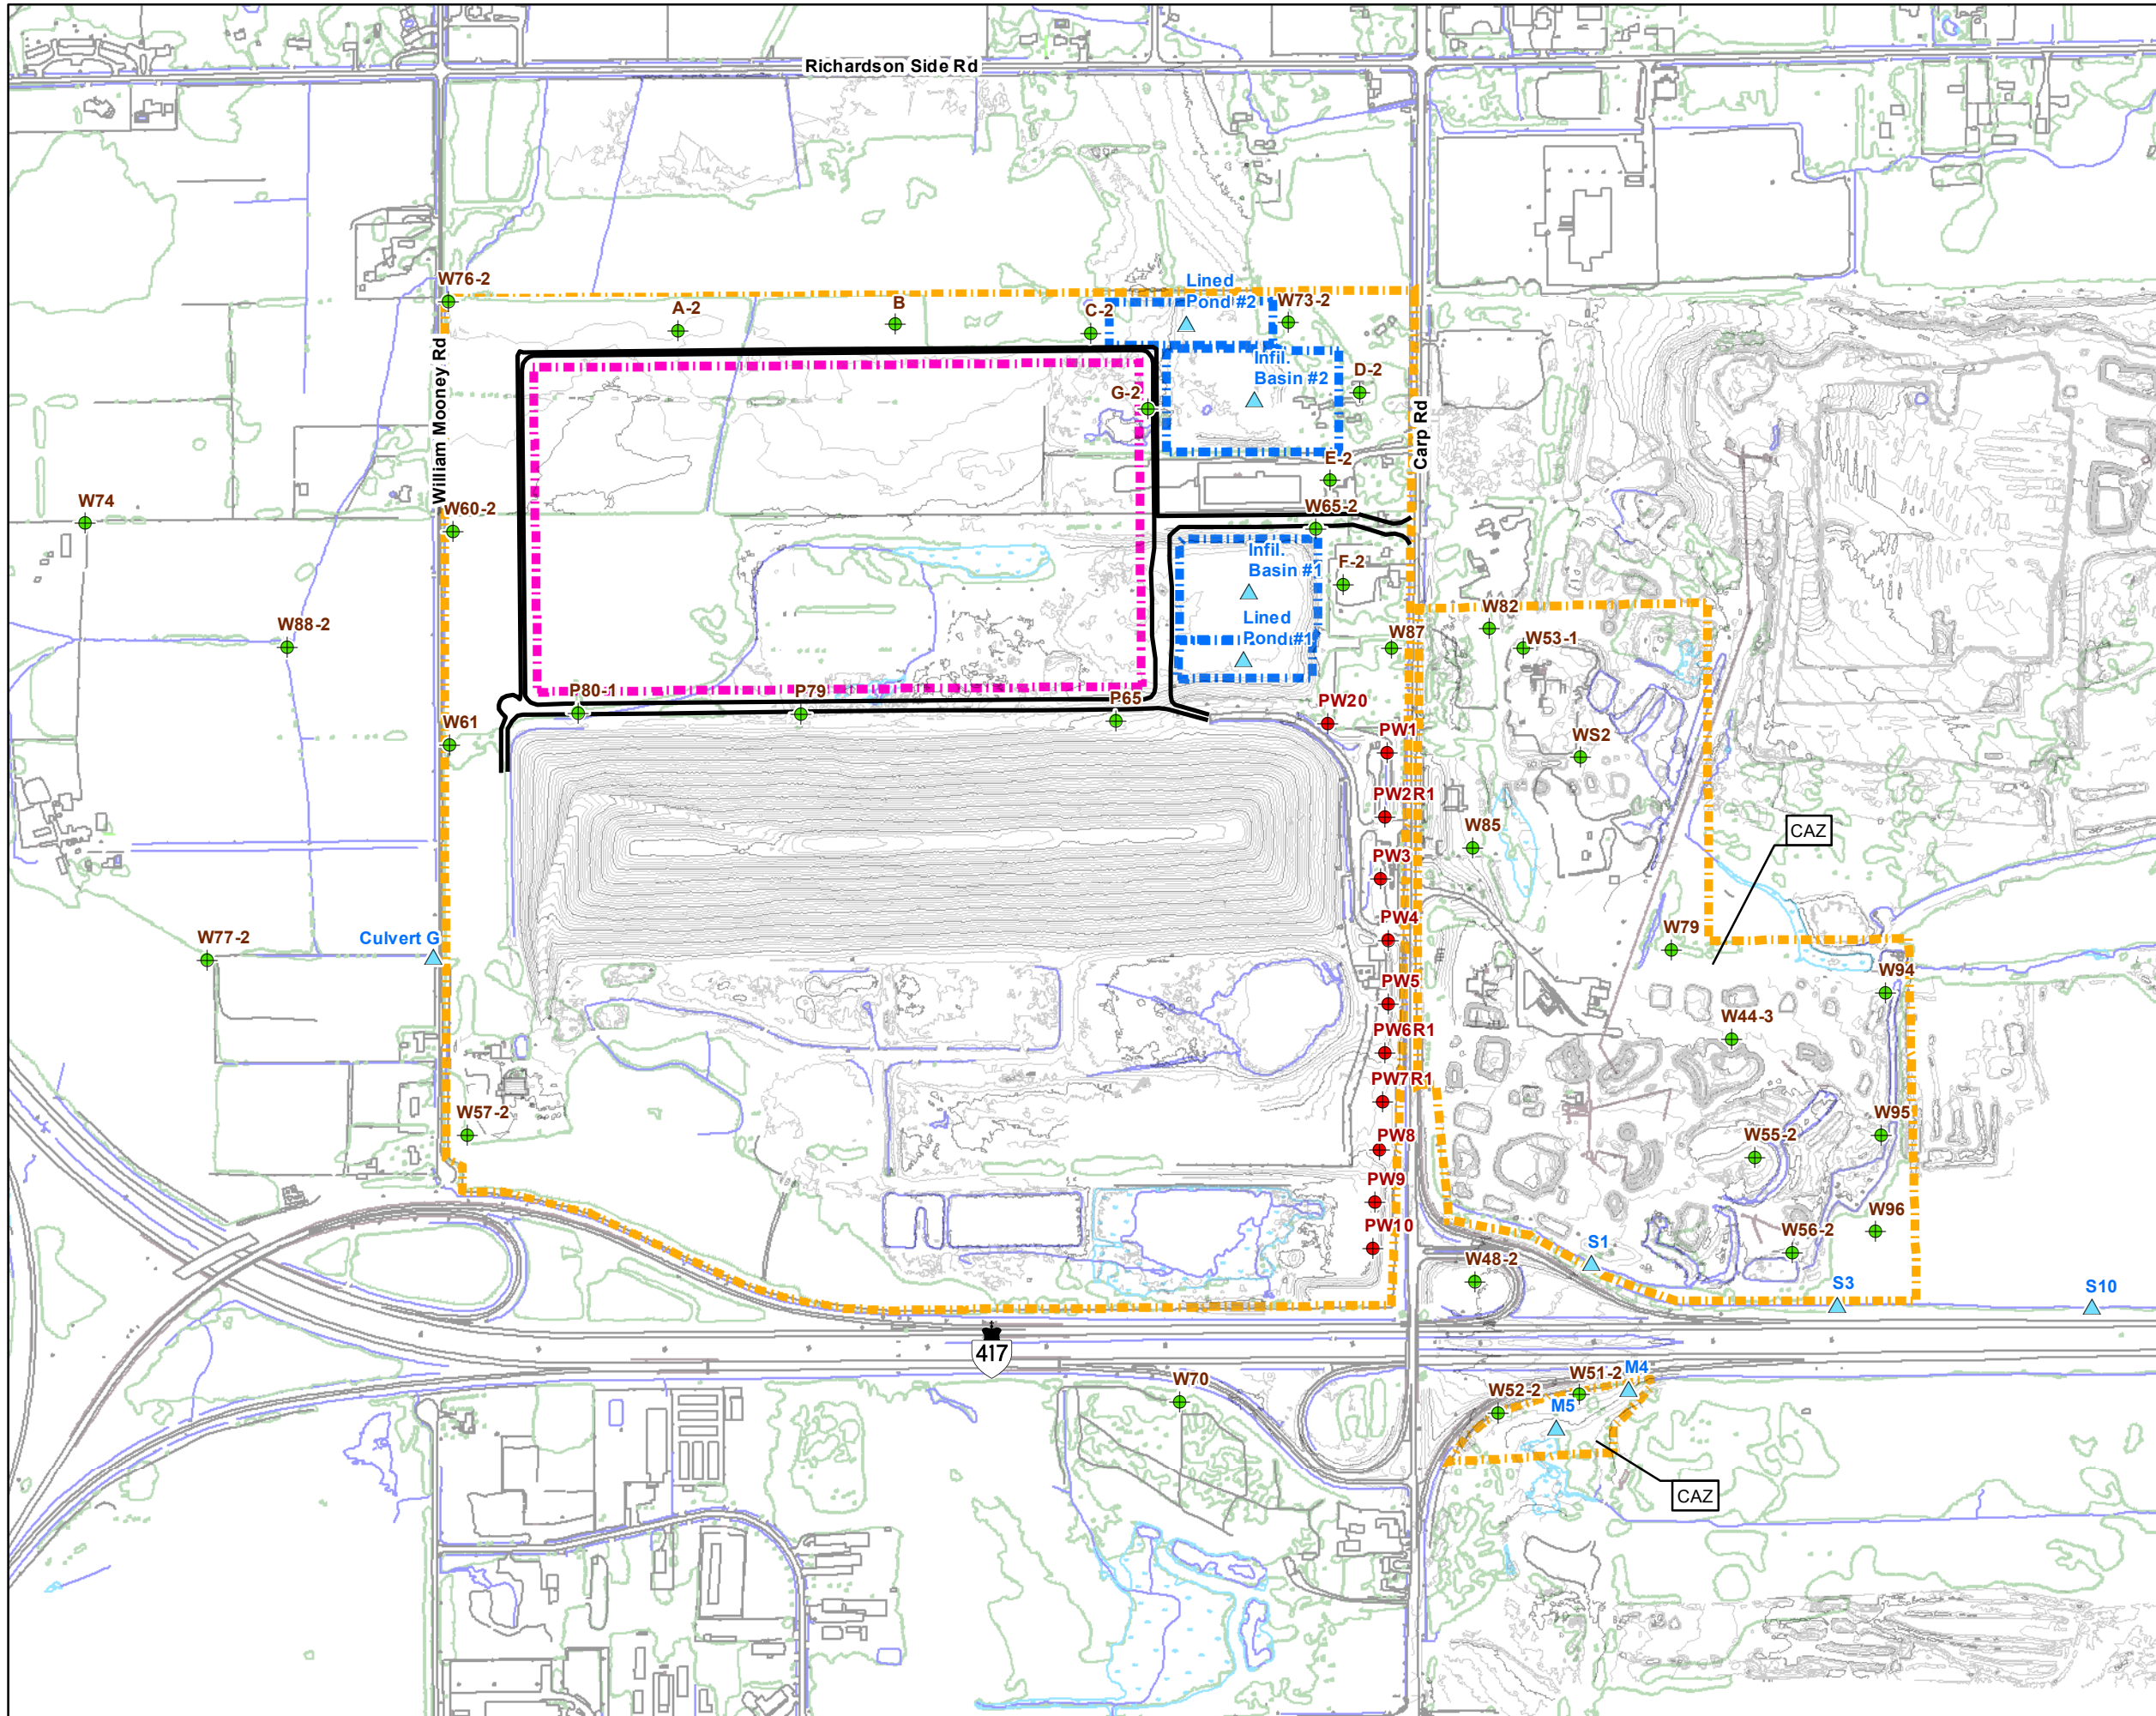 Richardson Side Rd
W76-2
Lined
Pond #2
A-2
B
C-2
W73-2
William Mooney Rd
Infil.
Basin #2
D-2
G-2
Carp Rd
E-2
W74
W60-2
W65-2
Infil.
Basin #1
F-2
W82
W88-2
Lined
Pond #1
W87
W53-1
P80-1
P79
P65
PW20
W61
PW1
WS2
PW2R1
W85
CAZ
PW3
PW4
W77-2
Culvert G
W79
W94
PW5
W44-3
PW6R1
PW7R1
W57-2
W95
PW8
W55-2
PW9
W96
PW10
W56-2
S1
W48-2
S3
S10
417
W70
W51-2
M4
W52-2
M5
CAZ